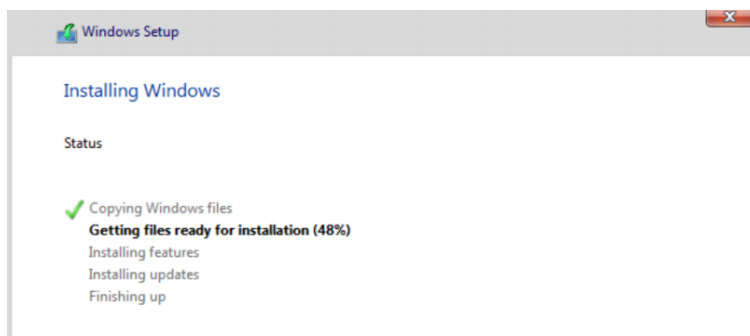 Windows Setup
Installing Windows
Status
Copying Windows files
Getting files ready for installation (48%)
Installing features
Installing updates
Finishing up